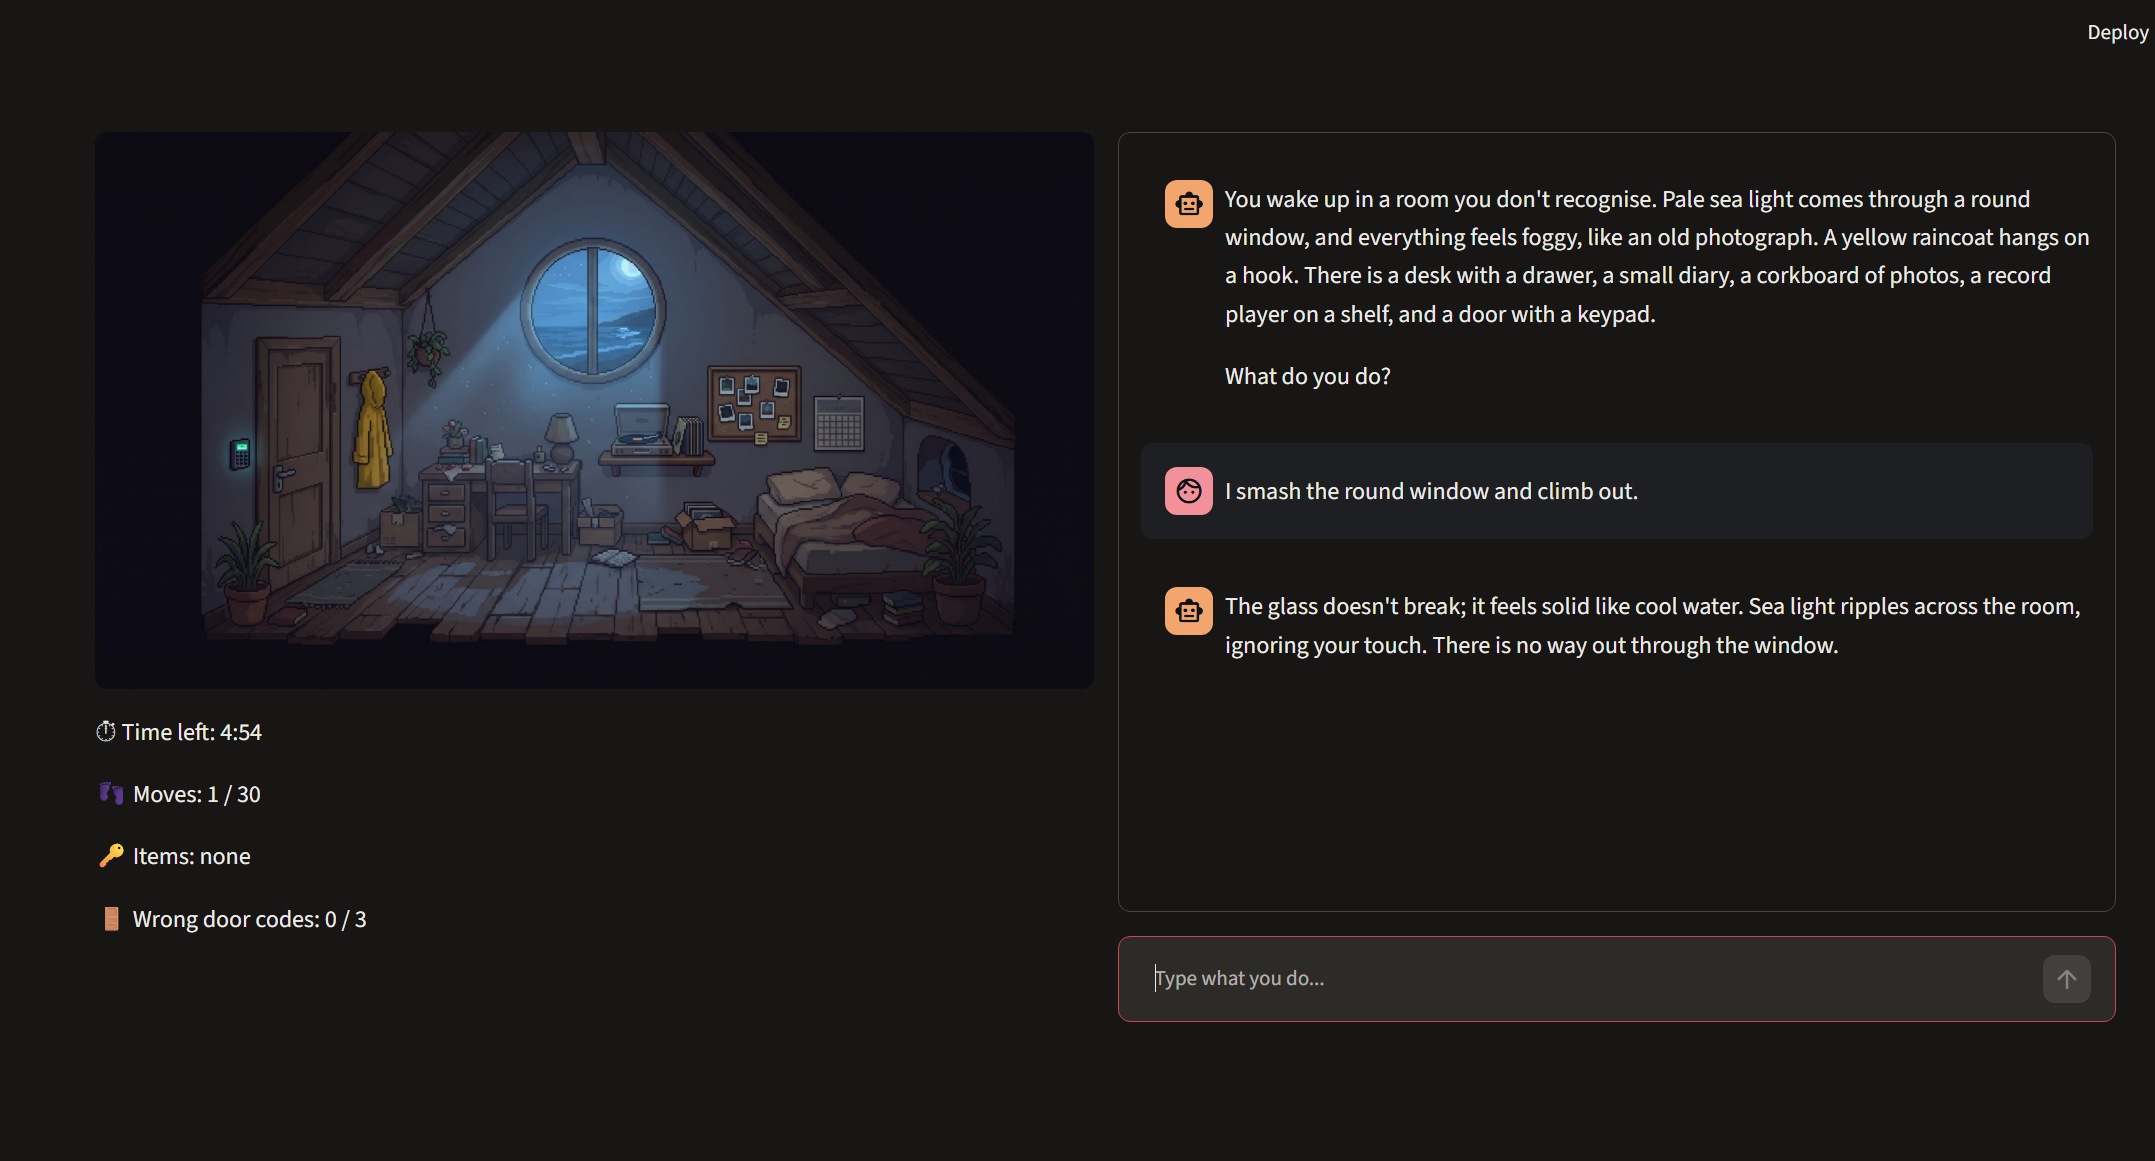 Deploy
You wake up in a room you don't recognise. Pale sea light comes through a round
window, and everything feels foggy, like an old photograph. A yellow raincoat hangs on
a hook. There is a desk with a drawer, a small diary, a corkboard of photos, a record
player on a shelf, and a door with a keypad.
What do you do?
I smash the round window and climb out.
The glass doesn't break; it feels solid like cool water. Sea light ripples across the room,
ignoring your touch. There is no way out through the window.
Time left: 4:54
Moves: 1 / 30
Items: none
Wrong door codes: 0 / 3
Type what you do...